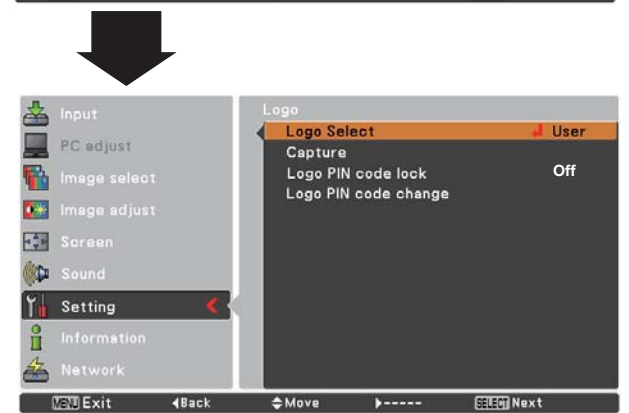 Input
PC adjust
Image select
Image adjust
Screen
Sound
Setting
Information
Network
Logo
Logo Select User
Capture
Logo PIN code lock Off
Logo PIN code change
MENU Exit ◀Back ◆Move ▶----- SELECT Next